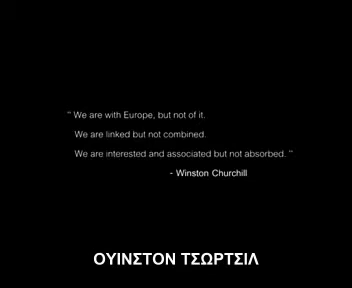 " We are with Europe, but not of it.
We are linked but not combined.
We are interested and associated but not absorbed. "
- Winston Churchill
ΟΥΙΝΣΤΟΝ ΤΣΩΡΤΣΙΛ